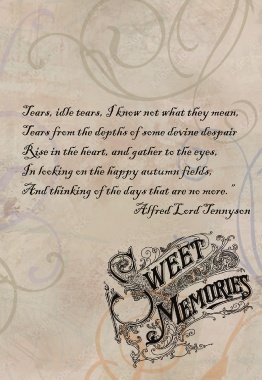 Tears, idle tears, I know not what they mean,
Tears from the depths of some devine despair
Rise in the heart, and gather to the eyes,
In looking on the happy autumn fields,
And thinking of the days that are no more."
Alfred Lord Tennyson
SWEET
MEMORIES